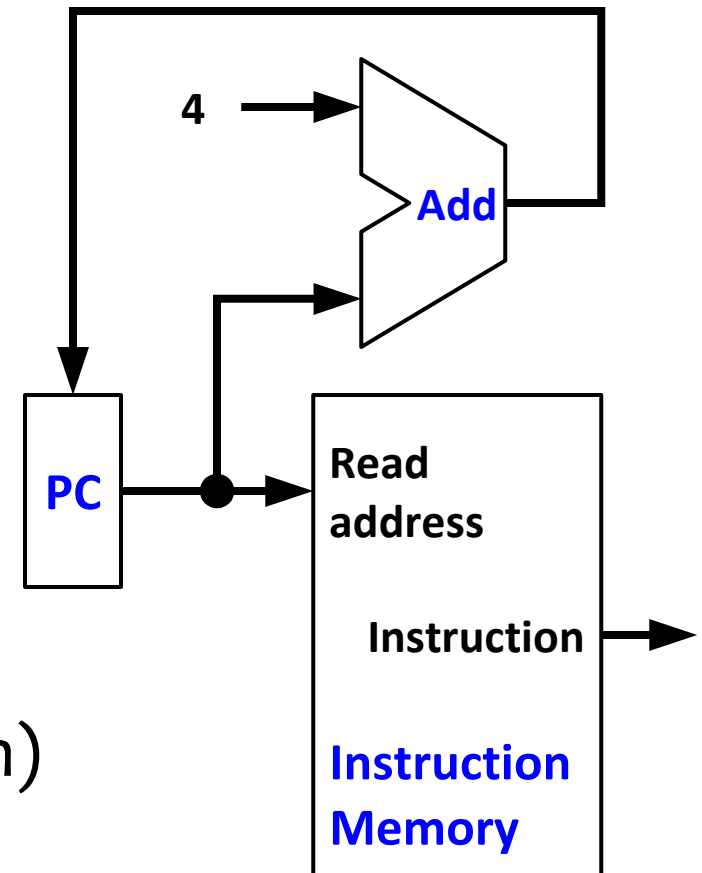 4
Add
PC
Read
address
Instruction
n)
Instruction
Memory